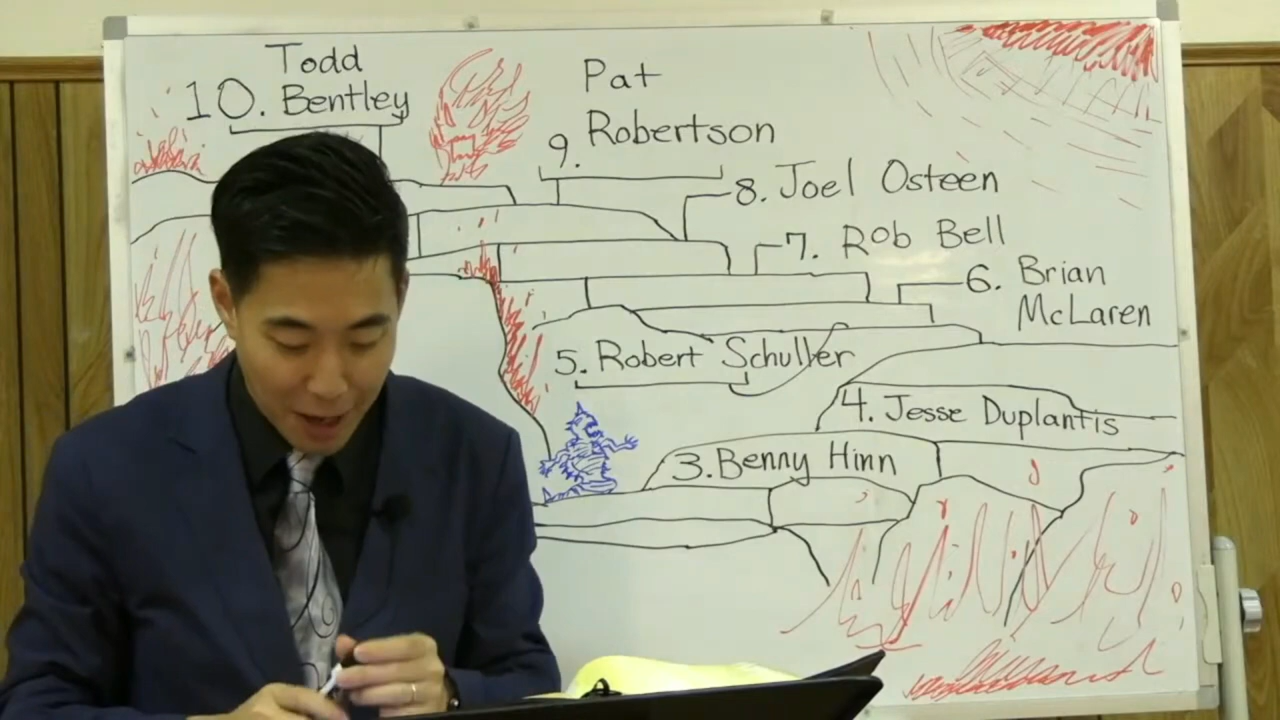 Todd
10. Bentley
Pat
9. Robertson
8. Joel Osteen
7. Rob Bell
6. Brian
McLaren
5. Robert Schuller
4. Jesse Duplantis
3. Benny Hinn